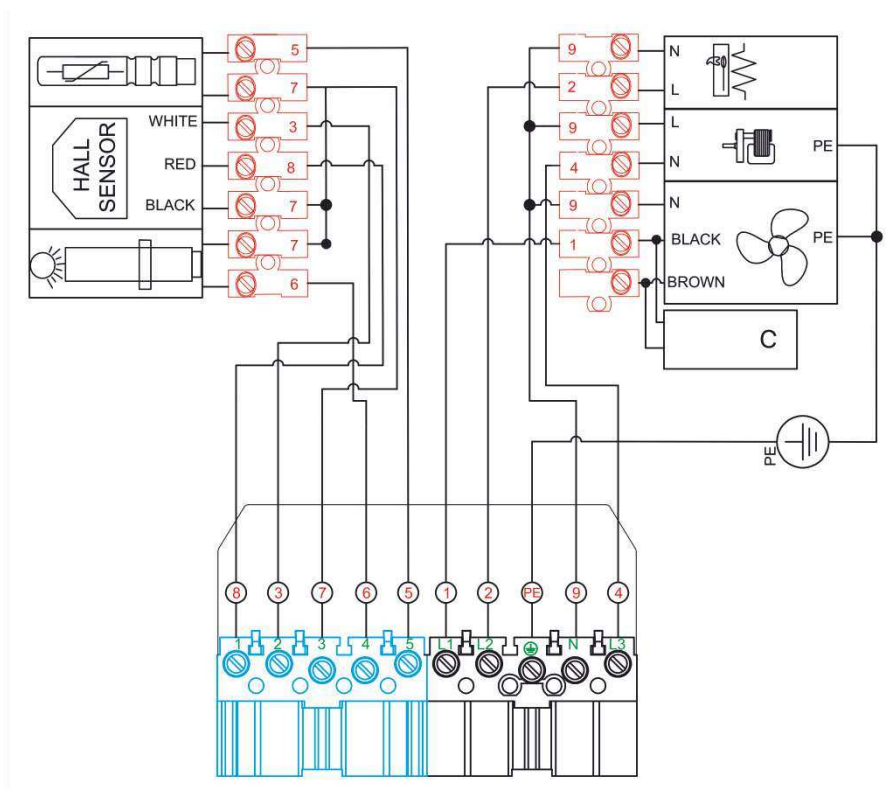 5
7
WHITE
3
HALL
SENSOR
RED
8
BLACK
7
7
6
9
N
2
L
9
L
4
N
PE
9
N
1
BLACK
PE
BROWN
C
PE
8
3
7
6
5
1
2
PE
9
4
1
2
3
4
5
L1
L2
N
L3